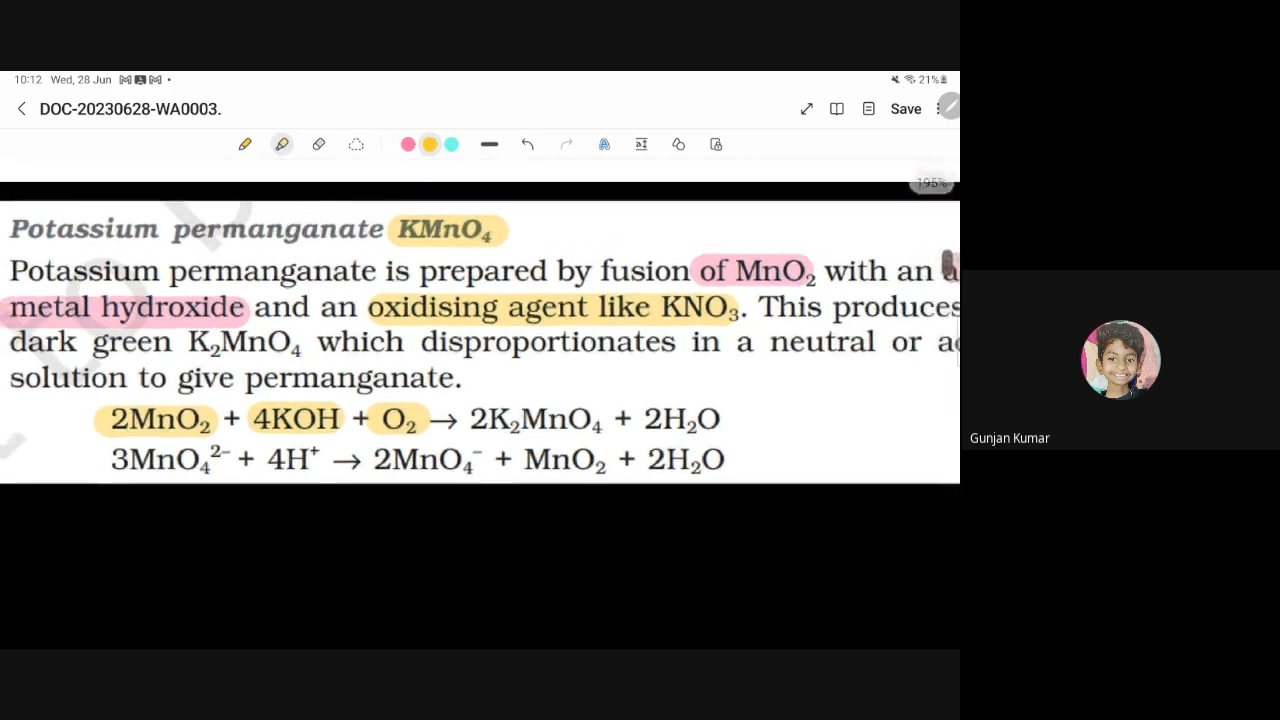 10:12 Wed, 28 Jun
21%
DOC-20230628-WA0003.
Save
195%
Potassium permanganate KMnO₄
Potassium permanganate is prepared by fusion of MnO₂ with an
metal hydroxide and an oxidising agent like KNO₃. This produces
dark green K₂MnO₄ which disproportionates in a neutral or
solution to give permanganate.
2MnO₂ + 4KOH + O₂ → 2K₂MnO₄ + 2H₂O
3MnO₄²⁻ + 4H⁺ → 2MnO₄⁻ + MnO₂ + 2H₂O
Gunjan Kumar